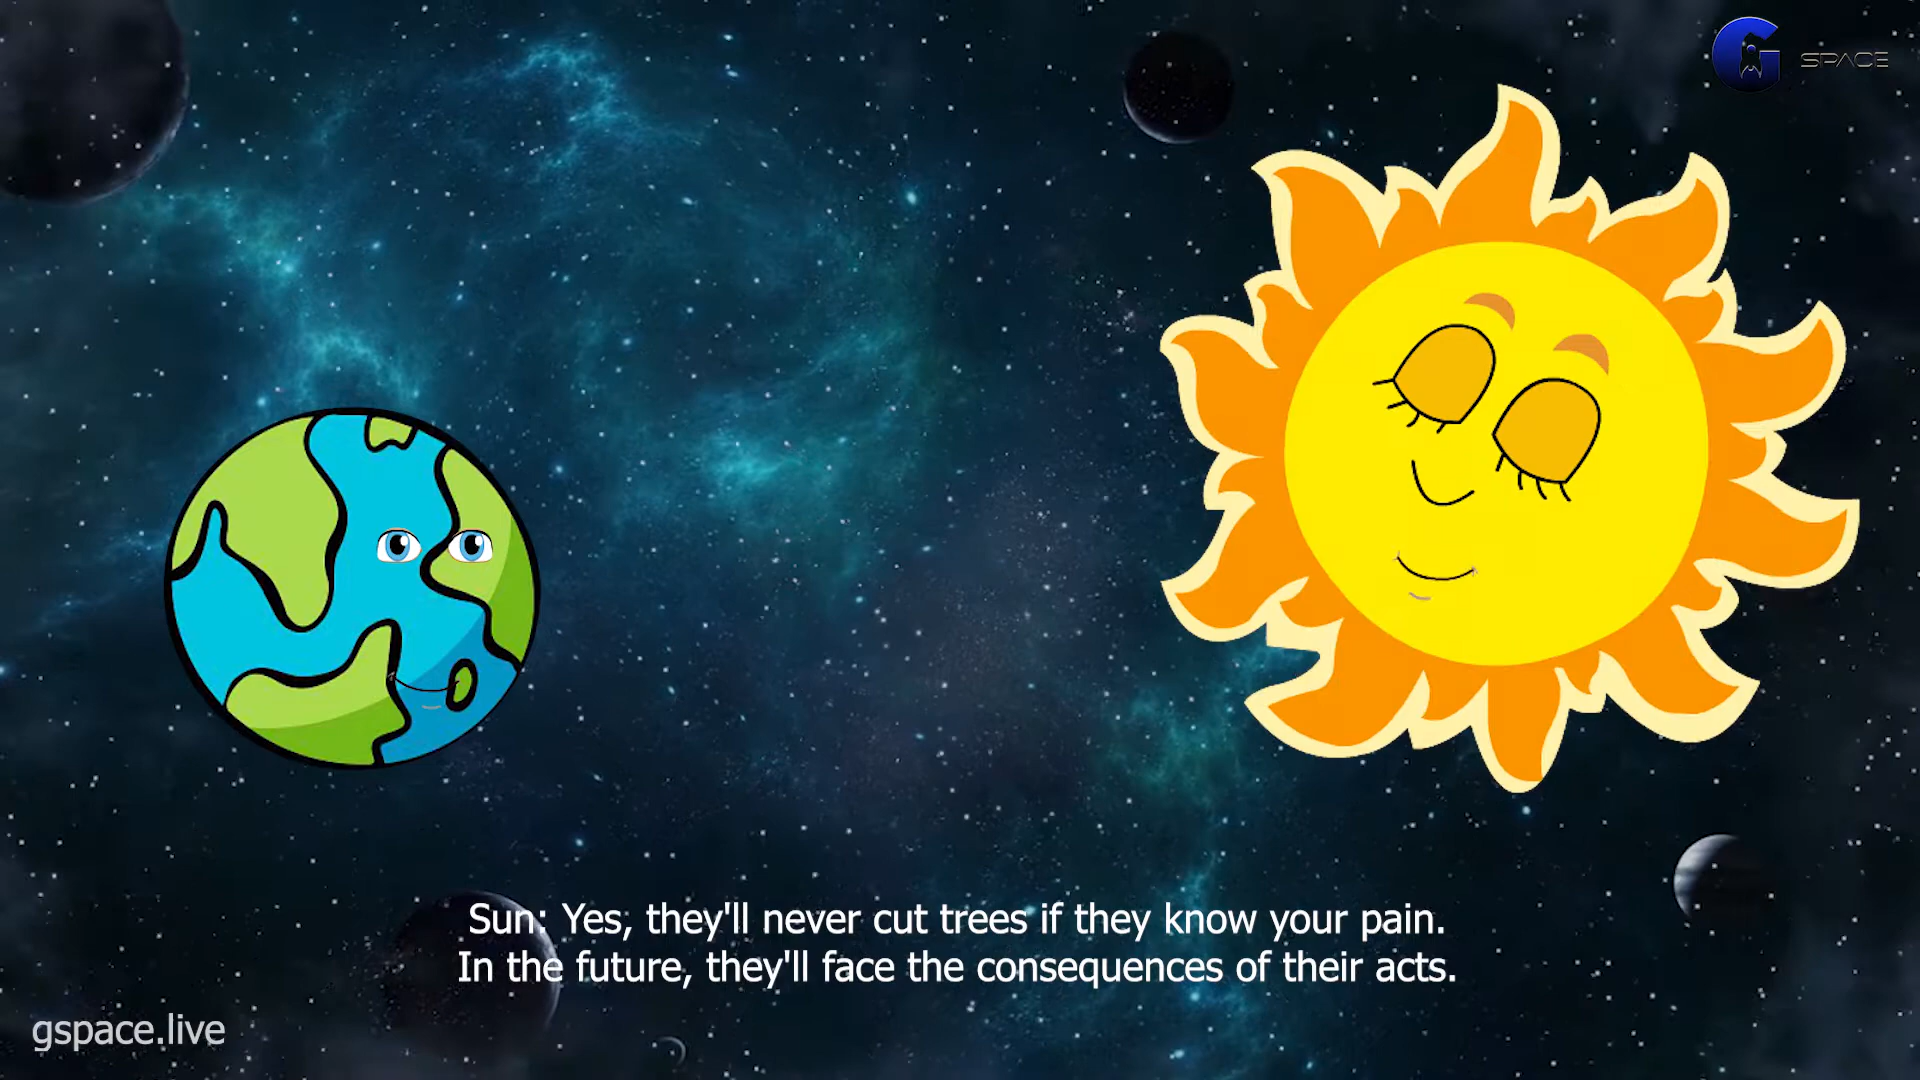 G SPACE
Sun: Yes, they'll never cut trees if they know your pain.
In the future, they'll face the consequences of their acts.
gspace.live